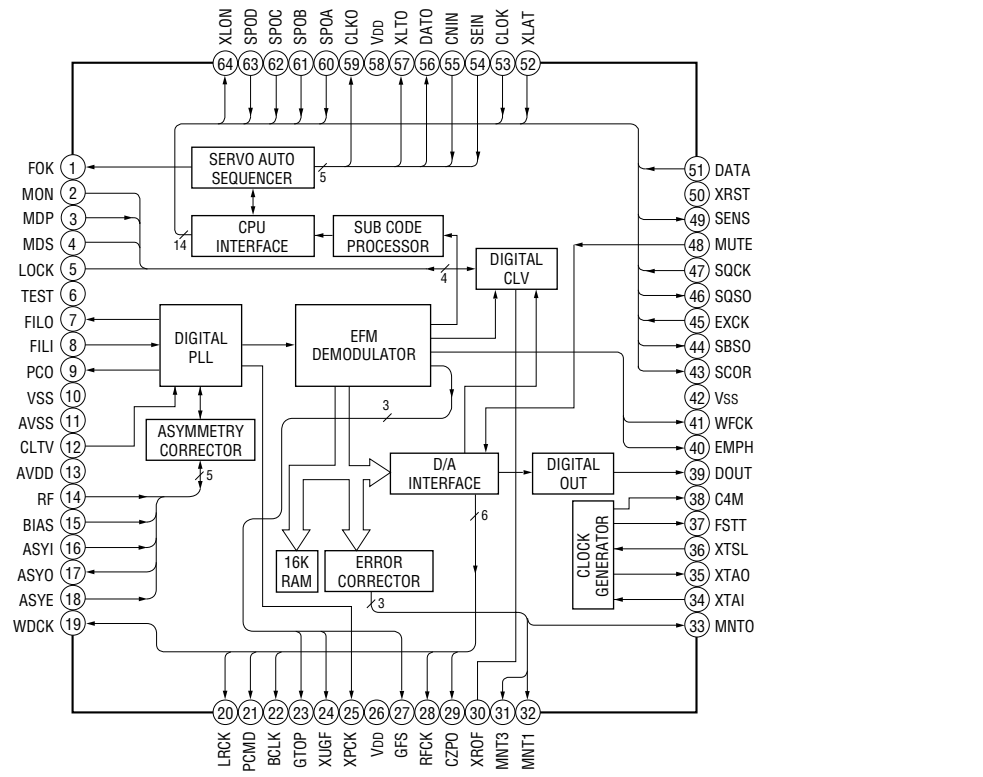 XLON
SPOD
SPOC
SPOB
SPOA
CLKO
VDD
XLTO
DATO
CNIN
SEIN
CLOK
XLAT
64
63
62
61
60
59
58
57
56
55
54
53
52
FOK 1
MON 2
MDP 3
MDS 4
LOCK 5
TEST 6
FILO 7
FILI 8
PCO 9
VSS 10
AVSS 11
CLTV 12
AVDD 13
RF 14
BIAS 15
ASYI 16
ASYO 17
ASYE 18
WDCK 19
SERVO AUTO
SEQUENCER
5
CPU
INTERFACE
14
SUB CODE
PROCESSOR
DIGITAL
CLV
4
DIGITAL
PLL
EFM
DEMODULATOR
3
ASYMMETRY
CORRECTOR
5
D/A
INTERFACE
6
DIGITAL
OUT
16K
RAM
ERROR
CORRECTOR
3
CLOCK
GENERATOR
51 DATA
50 XRST
49 SENS
48 MUTE
47 SQCK
46 SQSO
45 EXCK
44 SBSO
43 SCOR
42 VSS
41 WFCK
40 EMPH
39 DOUT
38 C4M
37 FSTT
36 XTSL
35 XTAO
34 XTAI
33 MNTO
20
21
22
23
24
25
26
27
28
29
30
31
32
LRCK
PCMD
BCLK
GTOP
XUGF
XPCK
VDD
GFS
RFCK
CZPO
XROF
MNT3
MNT1